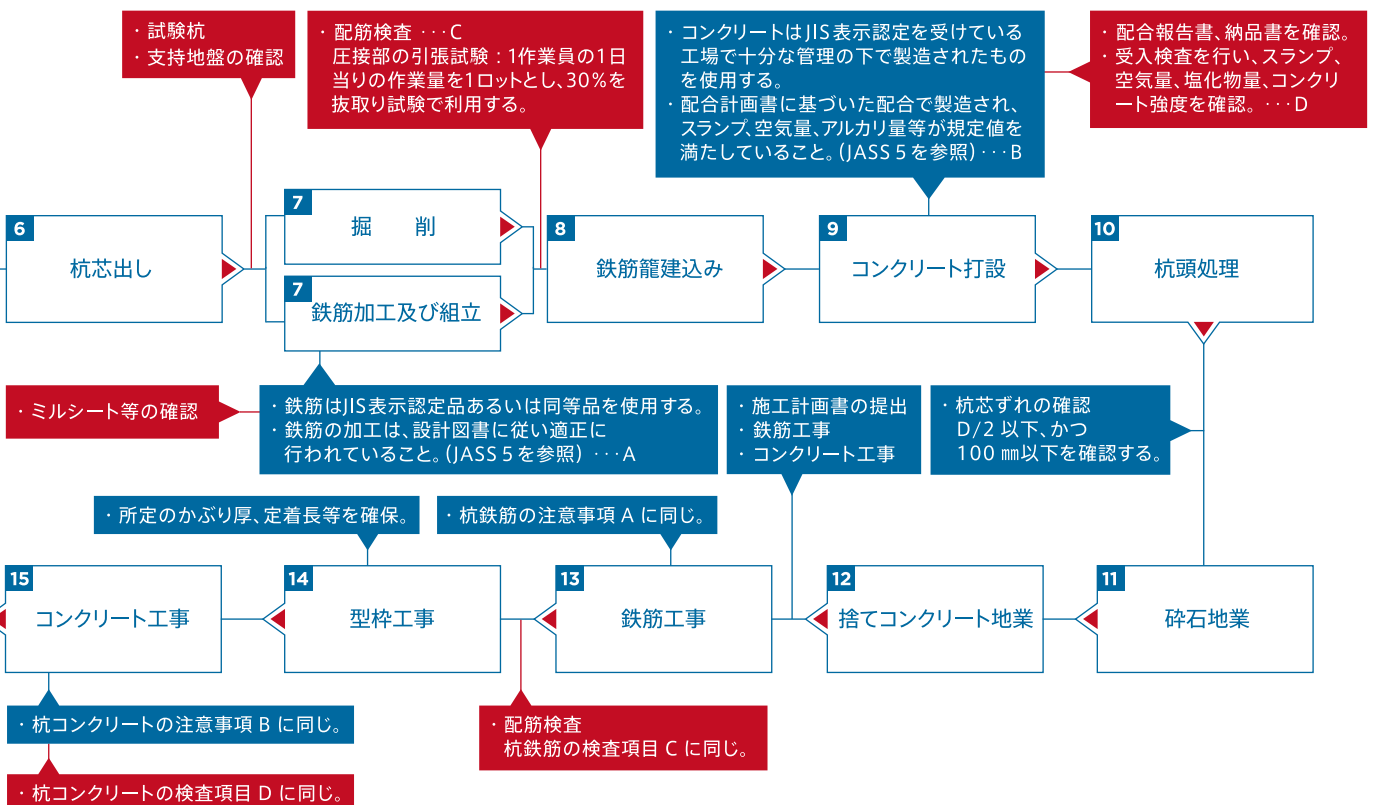 ・試験杭
・支持地盤の確認
・配筋検査 ･･･C
圧接部の引張試験：1作業員の1日
当りの作業量を1ロットとし、30%を
抜取り試験で利用する。
・コンクリートはJIS表示認定を受けている
工場で十分な管理の下で製造されたもの
を使用する。
・配合計画書に基づいた配合で製造され、
スランプ、空気量、アルカリ量等が規定値を
満たしていること。(JASS 5を参照)･･･B
・配合報告書、納品書を確認。
・受入検査を行い、スランプ、
空気量、塩化物量、コンクリ
ート強度を確認。･･･D
6
杭芯出し
7
掘　削
7
鉄筋加工及び組立
8
鉄筋籠建込み
9
コンクリート打設
10
杭頭処理
・ミルシート等の確認
・鉄筋はJIS表示認定品あるいは同等品を使用する。
・鉄筋の加工は、設計図書に従い適正に
行われていること。(JASS 5を参照) ･･･A
・施工計画書の提出
・鉄筋工事
・コンクリート工事
・杭芯ずれの確認
D/2 以下、かつ
100 ㎜以下を確認する。
・所定のかぶり厚、定着長等を確保。
・杭鉄筋の注意事項 A に同じ。
15
コンクリート工事
14
型枠工事
13
鉄筋工事
12
捨てコンクリート地業
11
砕石地業
・杭コンクリートの注意事項 B に同じ。
・配筋検査
杭鉄筋の検査項目 C に同じ。
・杭コンクリートの検査項目 D に同じ。